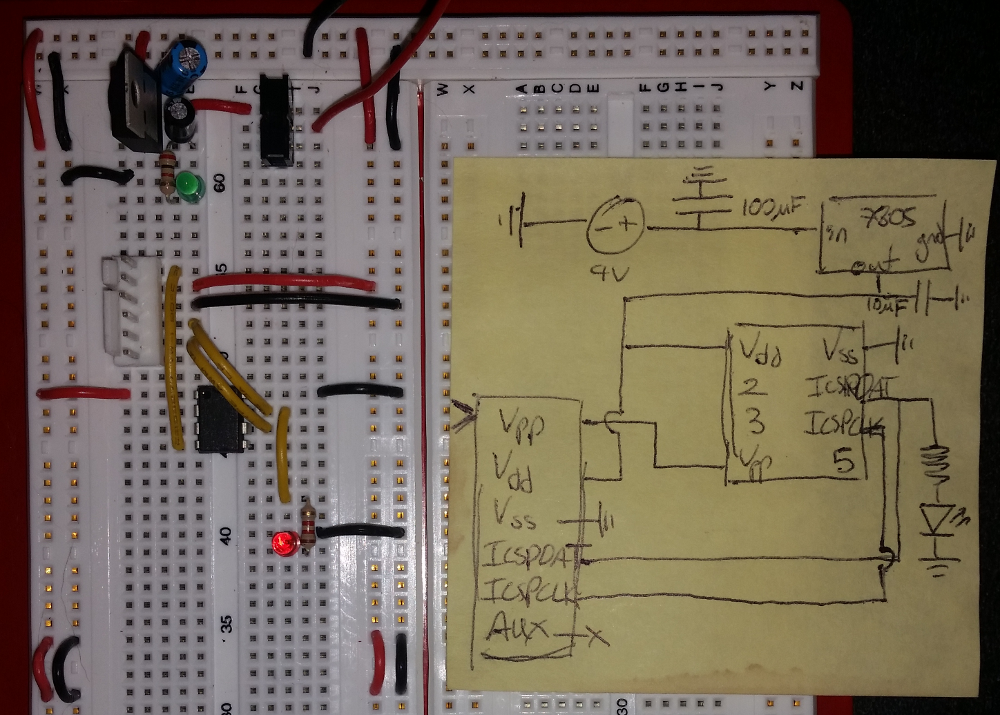 W X A B C D E F G H I J Y Z
F G I J
E
60
40
35
30
30
100µF
7805
in
gnd
out
9V
10µF
Vdd Vss
2 ICSPDAT
3 ICSPCLK
Vpp 5
Vpp
Vdd
Vss
ICSPDAT
ICSPCLK
AUX X